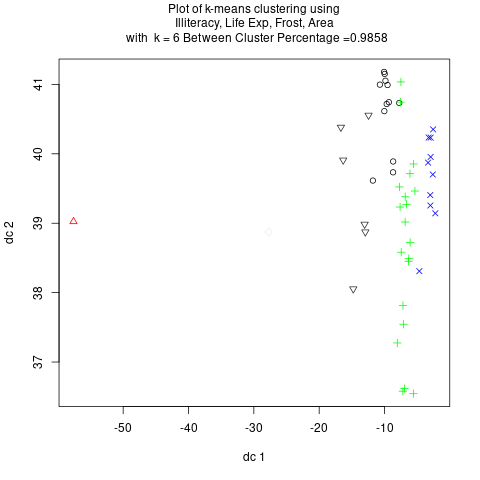 Plot of k-means clustering using
Illiteracy, Life Exp, Frost, Area
with k = 6 Between Cluster Percentage =0.9858
41
40
39
38
37
dc 2
-50 -40 -30 -20 -10
dc 1